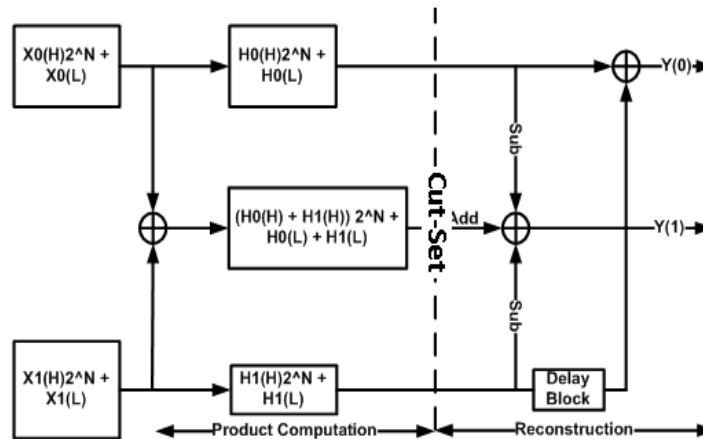 X0(H)2^N +
X0(L)
H0(H)2^N +
H0(L)
Y(0)
Sub
(H0(H) + H1(H)) 2^N +
H0(L) + H1(L)
Cut-Set
Add
Y(1)
Sub
X1(H)2^N +
X1(L)
H1(H)2^N +
H1(L)
Delay
Block
Product Computation
Reconstruction